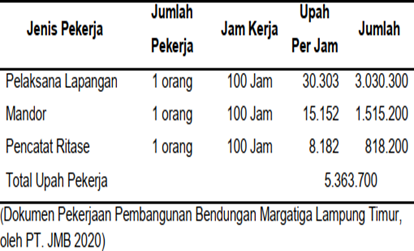 Jenis Pekerja Jumlah Pekerja Jam Kerja Upah Per Jam Jumlah
Pelaksana Lapangan 1 orang 100 Jam 30.303 3.030.300
Mandor 1 orang 100 Jam 15.152 1.515.200
Pencatat Ritase 1 orang 100 Jam 8.182 818.200
Total Upah Pekerja 5.363.700
(Dokumen Pekerjaan Pembangunan Bendungan Margatiga Lampung Timur,
oleh PT. JMB 2020)